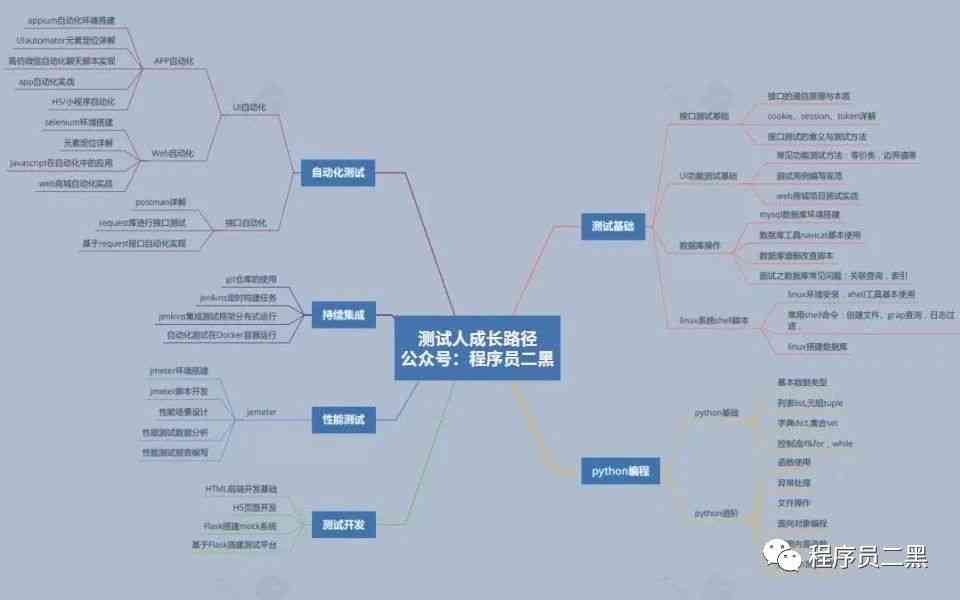 测试人成长路径
公众号：程序员二黑
自动化测试
UI自动化
APP自动化
appium自动化环境搭建
UIautomator元素定位详解
高仿微信自动化聊天脚本实现
app自动化实战
H5/小程序自动化
Web自动化
selenium环境搭建
元素定位详解
Javascript在自动化中的应用
web商城自动化实战
接口自动化
posman详解
request库进行接口测试
基于request接口自动化实现
持续集成
git仓库的使用
jenkins定时构建任务
jenkins集成测试持续分布式运行
自动化测试在Docker容器运行
性能测试
jemeter
jmeter环境搭建
jmeter脚本开发
性能场景设计
性能测试数据分析
性能测试报告编写
测试开发
HTML前端开发基础
H5页面开发
Flask搭建mock系统
基于Flask搭建测试平台
测试基础
接口测试基础
接口的通信原理与本质
cookie、session、token详解
接口测试的意义与测试方法
UI功能测试基础
常见功能测试方法：等价类，边界值等
测试用例编写规范
web商城项目测试实战
数据库操作
mysql数据库环境搭建
数据库工具navicat基本使用
数据库增删改查脚本
面试之数据库常见问题：关联查询，索引
linux系统shell脚本
linux环境安装，shell工具基本使用
常用shell命令：创建文件、grap查询，日志过
滤，
linux搭建数据库
python编程
python基础
基本数据类型
列表list,元组tuple
字典dict,集合set
控制流if&for，while
python进阶
函数使用
异常处理
文件操作
面向对象编程
程序员二黑